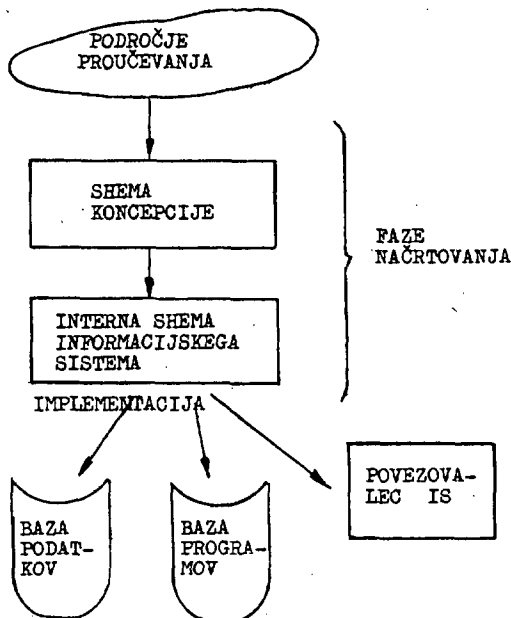 PODROČJE
PROUČEVANJA
SHEMA
KONCEPCIJE
FAZE
NAČRTOVANJA
INTERNA SHEMA
INFORMACIJSKEGA
SISTEMA
IMPLEMENTACIJA
BAZA
PODAT-
KOV
BAZA
PROGRA-
MOV
POVEZOVA-
LEC IS